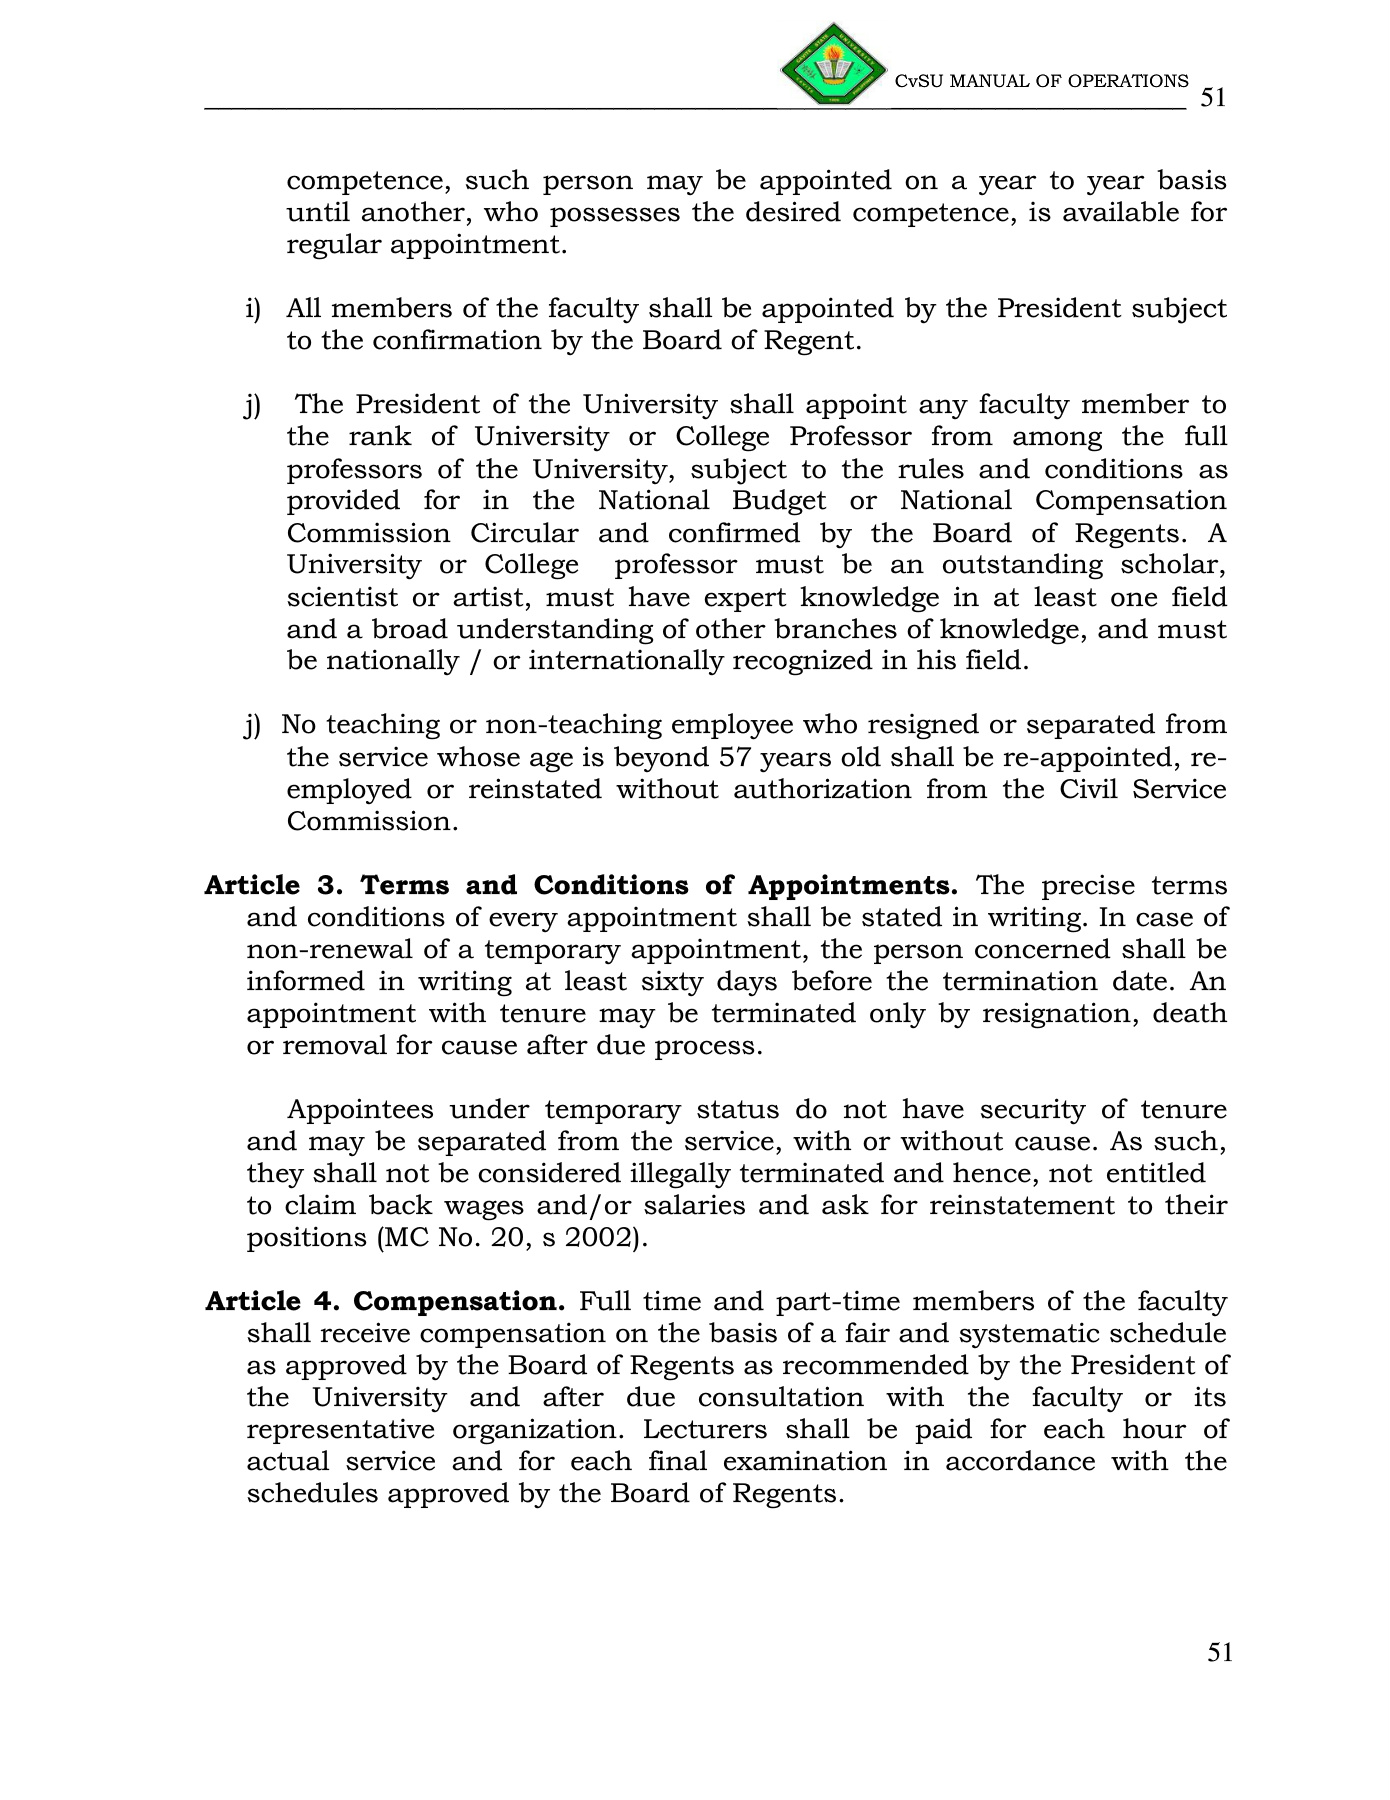 CvSU MANUAL OF OPERATIONS 51
competence, such person may be appointed on a year to year basis
until another, who possesses the desired competence, is available for
regular appointment.
i) All members of the faculty shall be appointed by the President subject
to the confirmation by the Board of Regent.
j) The President of the University shall appoint any faculty member to
the rank of University or College Professor from among the full
professors of the University, subject to the rules and conditions as
provided for in the National Budget or National Compensation
Commission Circular and confirmed by the Board of Regents. A
University or College professor must be an outstanding scholar,
scientist or artist, must have expert knowledge in at least one field
and a broad understanding of other branches of knowledge, and must
be nationally / or internationally recognized in his field.
j) No teaching or non-teaching employee who resigned or separated from
the service whose age is beyond 57 years old shall be re-appointed, re-
employed or reinstated without authorization from the Civil Service
Commission.
Article 3. Terms and Conditions of Appointments. The precise terms
and conditions of every appointment shall be stated in writing. In case of
non-renewal of a temporary appointment, the person concerned shall be
informed in writing at least sixty days before the termination date. An
appointment with tenure may be terminated only by resignation, death
or removal for cause after due process.
Appointees under temporary status do not have security of tenure
and may be separated from the service, with or without cause. As such,
they shall not be considered illegally terminated and hence, not entitled
to claim back wages and/or salaries and ask for reinstatement to their
positions (MC No. 20, s 2002).
Article 4. Compensation. Full time and part-time members of the faculty
shall receive compensation on the basis of a fair and systematic schedule
as approved by the Board of Regents as recommended by the President of
the University and after due consultation with the faculty or its
representative organization. Lecturers shall be paid for each hour of
actual service and for each final examination in accordance with the
schedules approved by the Board of Regents.
51